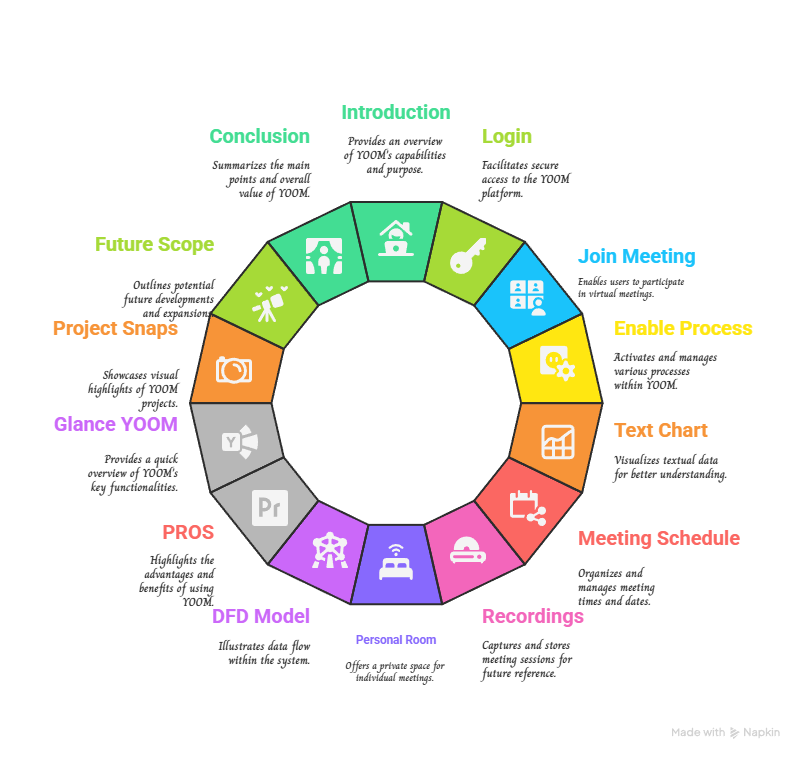 Introduction
Provides an overview
of YOOM's capabilities
and purpose.
Login
Facilitates secure
access to the YOOM
platform.
Join Meeting
Enables users to participate
in virtual meetings.
Enable Process
Activates and manages
various processes
within YOOM.
Text Chart
Visualizes textual data
for better understanding.
Meeting Schedule
Organizes and
manages meeting
times and dates.
Recordings
Captures and stores
meeting sessions for
future reference.
Personal Room
Offers a private space for
individual meetings.
DFD Model
Illustrates data flow
within the system.
PROS
Highlights the
advantages and
benefits of using
YOOM.
Pr
Glance YOOM
Provides a quick
overview of YOOM's
key functionalities.
Y
Project Snaps
Showcases visual
highlights of YOOM
projects.
Future Scope
Outlines potential
future developments
and expansions.
Conclusion
Summarizes the main
points and overall
value of YOOM.
Made with Napkin